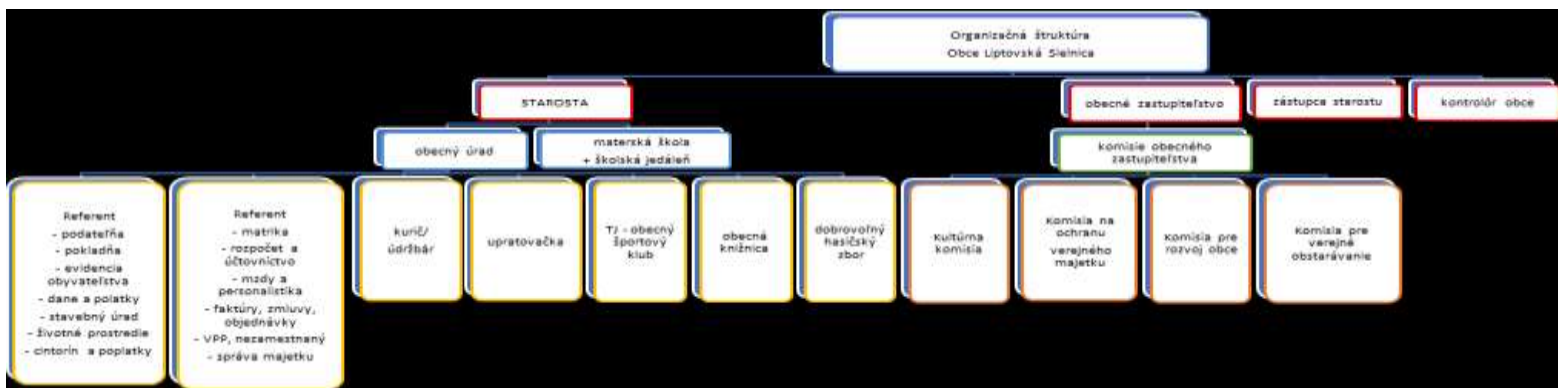 Organizačná štruktúra
Obce Liptovská Sielnica
STAROSTA
obecné zastupiteľstvo
zástupca starostu
kontrolór obce
obecný úrad
materská škola
+ školská jedáleň
komisie obecného
zastupiteľstva
Referent
- podateľňa
- pokladňa
- evidencia
obyvateľstva
- dane a polatky
- stavebný úrad
- životné prostredie
- cintorín a poplatky
Referent
- matrika
- rozpočet a
účtovníctvo
- mzdy a
personalistika
- faktúry, zmluvy,
objednávky
- VPP, nezamestnaný
- správa majetku
kurič/
údržbár
upratovačka
TJ - obecný
športový
klub
obecná
knižnica
dobrovoľný
hasičský
zbor
Kultúrna
komisia
Komisia na
ochranu
verejného
majetku
Komisia pre
rozvoj obce
Komisia pre
verejné
obstarávanie